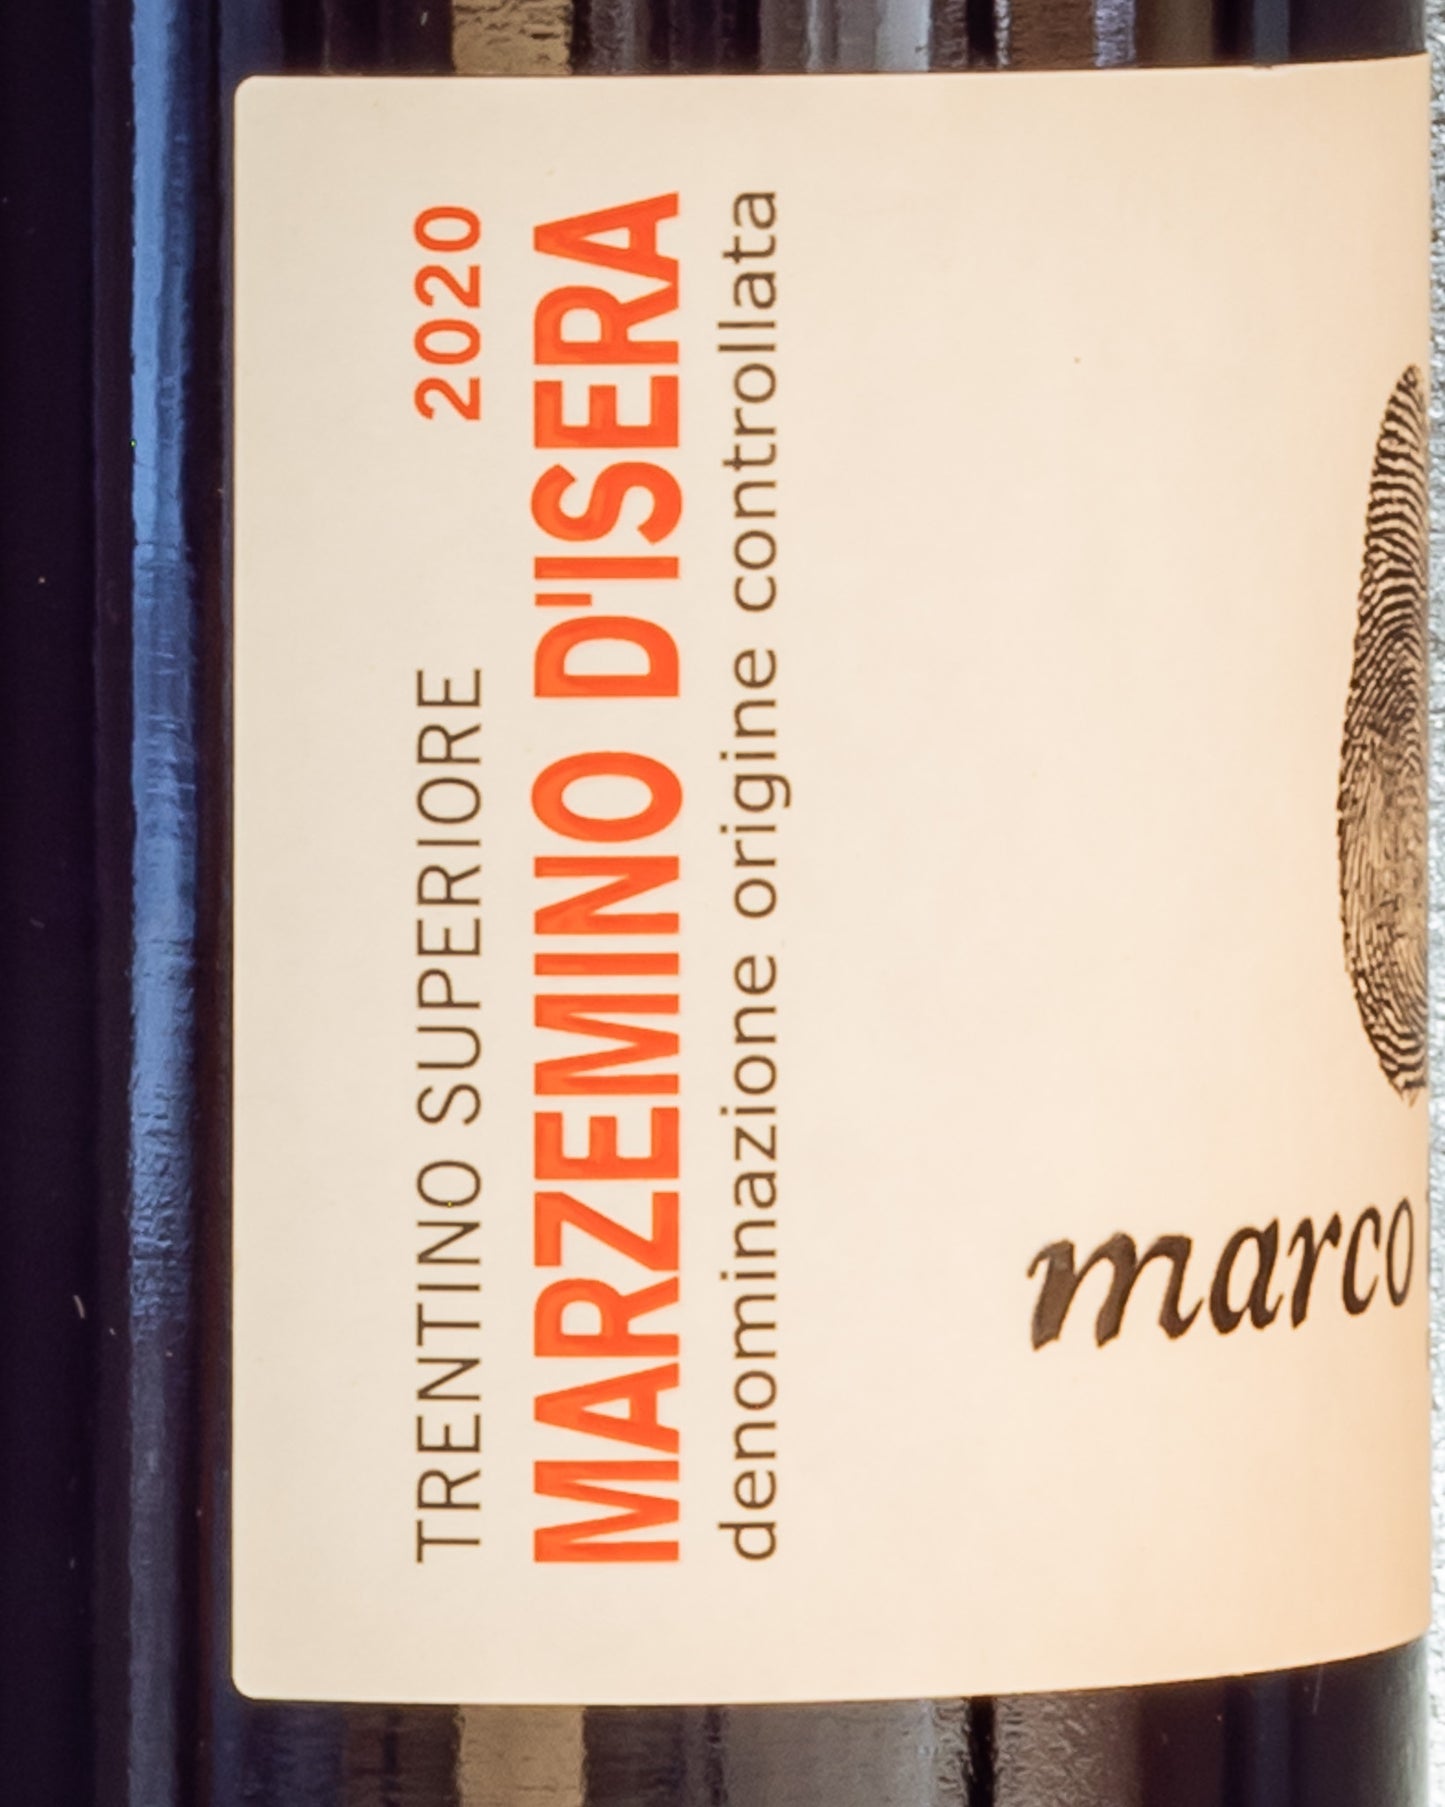 TRENTINO SUPERIORE 2020
MARZEMINO D'ISERA
denominazione origine controllata
marco